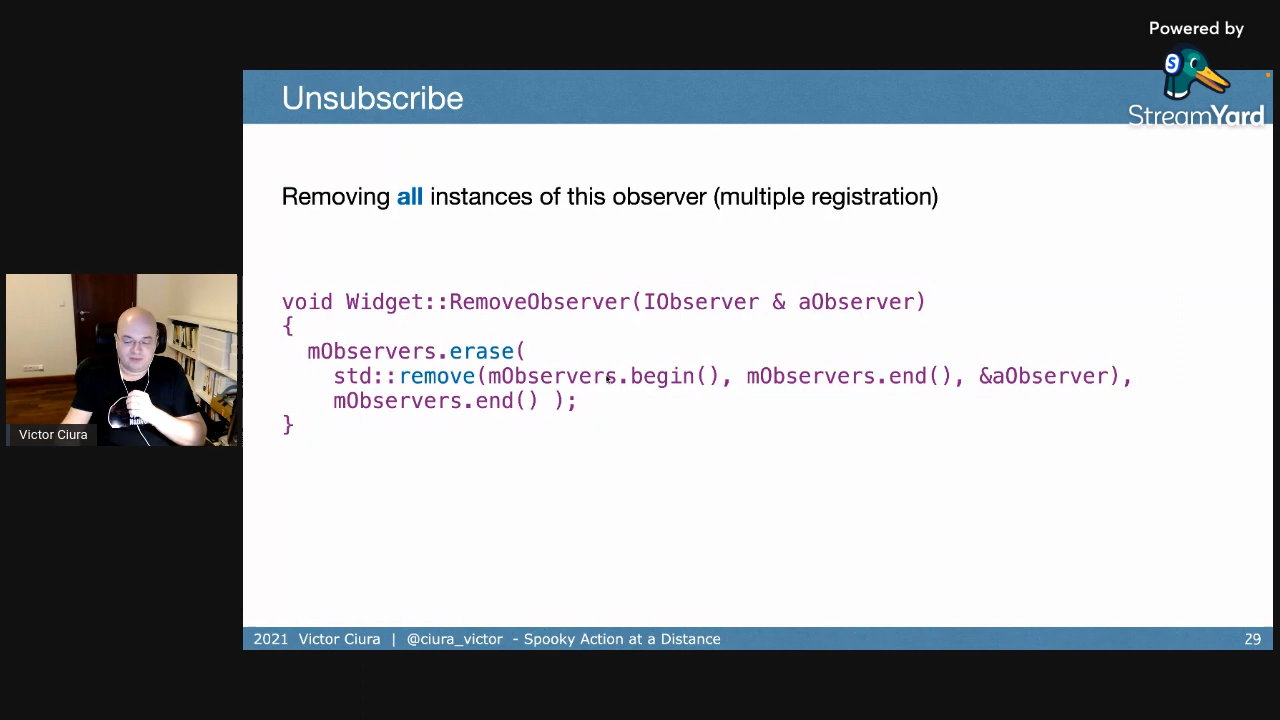 Powered by
StreamYard
Unsubscribe
Removing all instances of this observer (multiple registration)
void Widget::RemoveObserver(IObserver & aObserver)
{
mObservers.erase(
std::remove(mObservers.begin(), mObservers.end(), &aObserver),
mObservers.end() );
}
Victor Ciura
2021 Victor Ciura | @ciura_victor - Spooky Action at a Distance
29